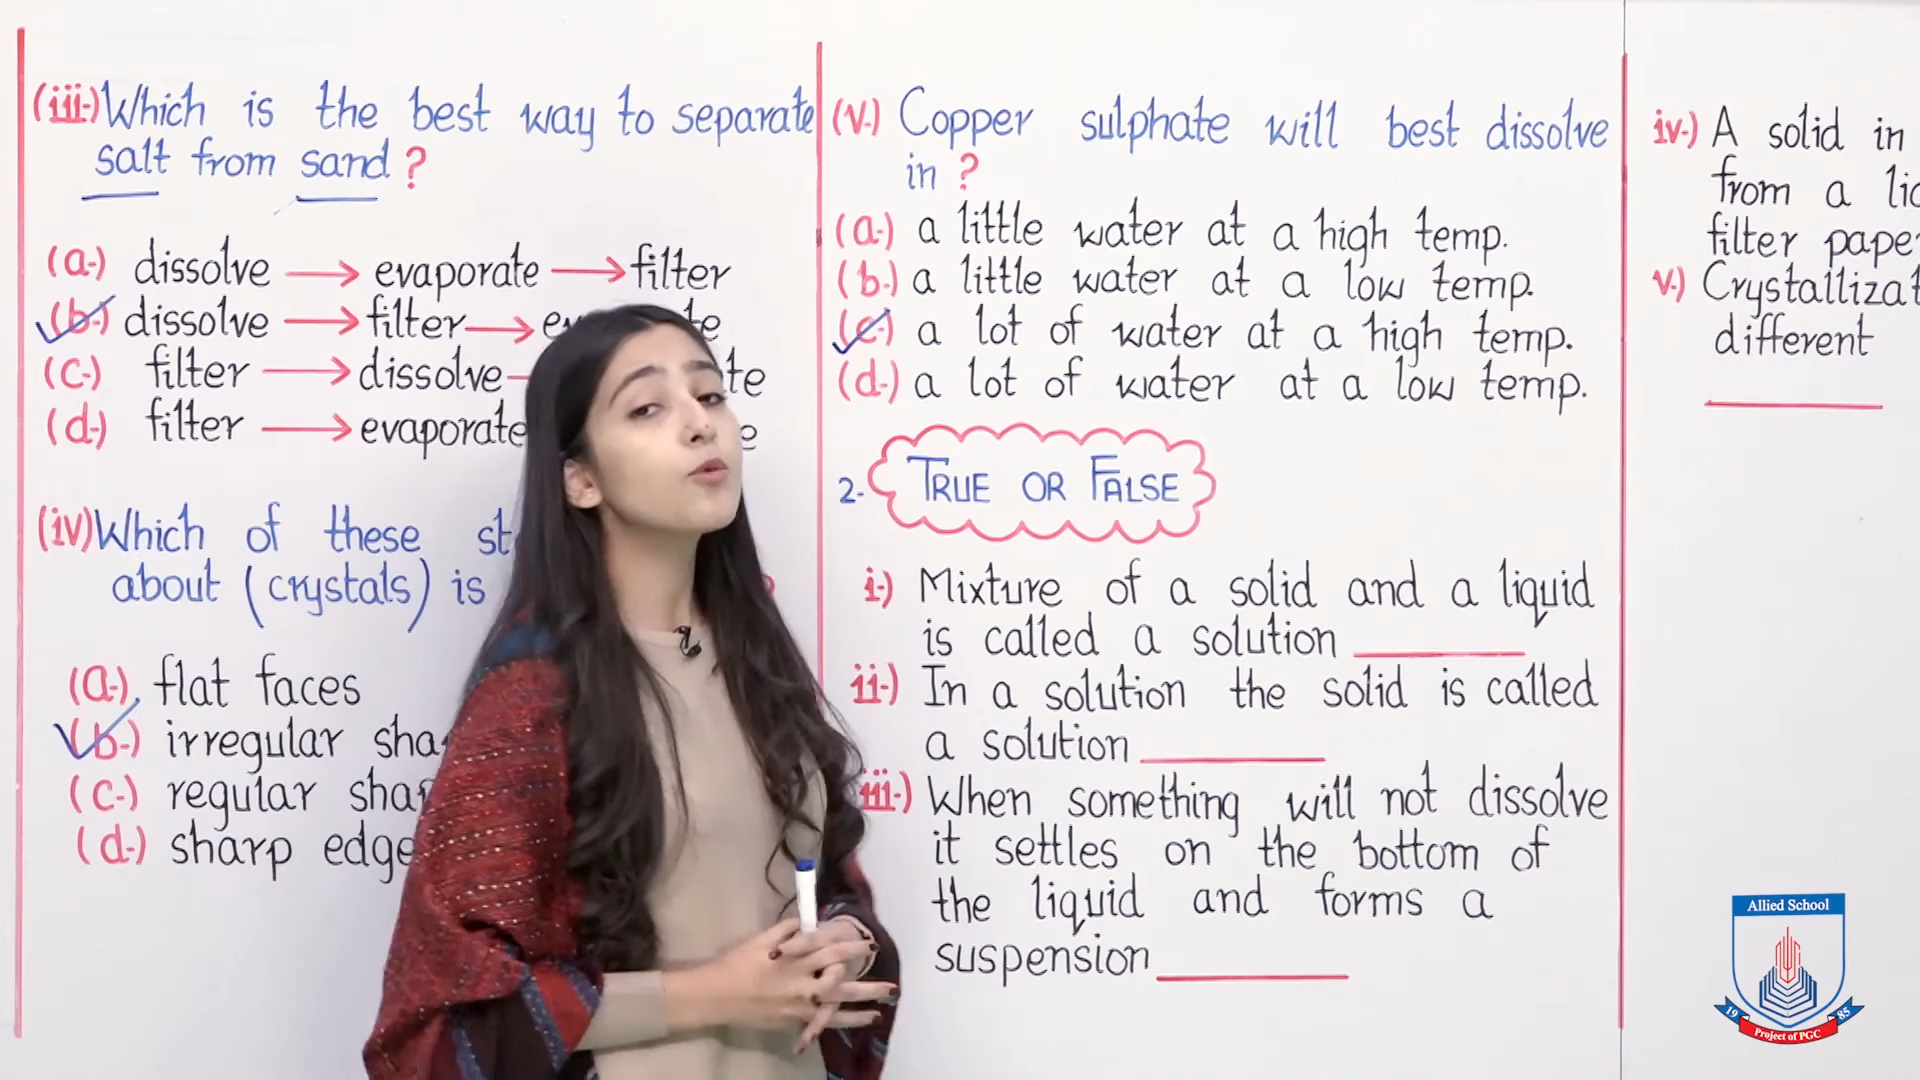 (iii-) Which is the best way to separate
salt from sand ?
(a-) dissolve → evaporate → filter
(b-) dissolve → filter →
(c-) filter → dissolve
(d-) filter → evaporate
(iv) Which of these
about (crystals) is
(a-) flat faces
(b-) irregular
(c-) regular
(d-) sharp
(v-) Copper sulphate will best dissolve
in ?
(a-) a little water at a high temp.
(b-) a little water at a low temp.
(c-) a lot of water at a high temp.
(d-) a lot of water at a low temp.
2- TRUE OR FALSE
i-) Mixture of a solid and a liquid
is called a solution
ii-) In a solution the solid is called
a solution
iii-) When something will not dissolve
it settles on the bottom of
the liquid and forms a
suspension
iv-) A solid in
from a
filter
v-)
different
Allied School
19 85
Project of PGC